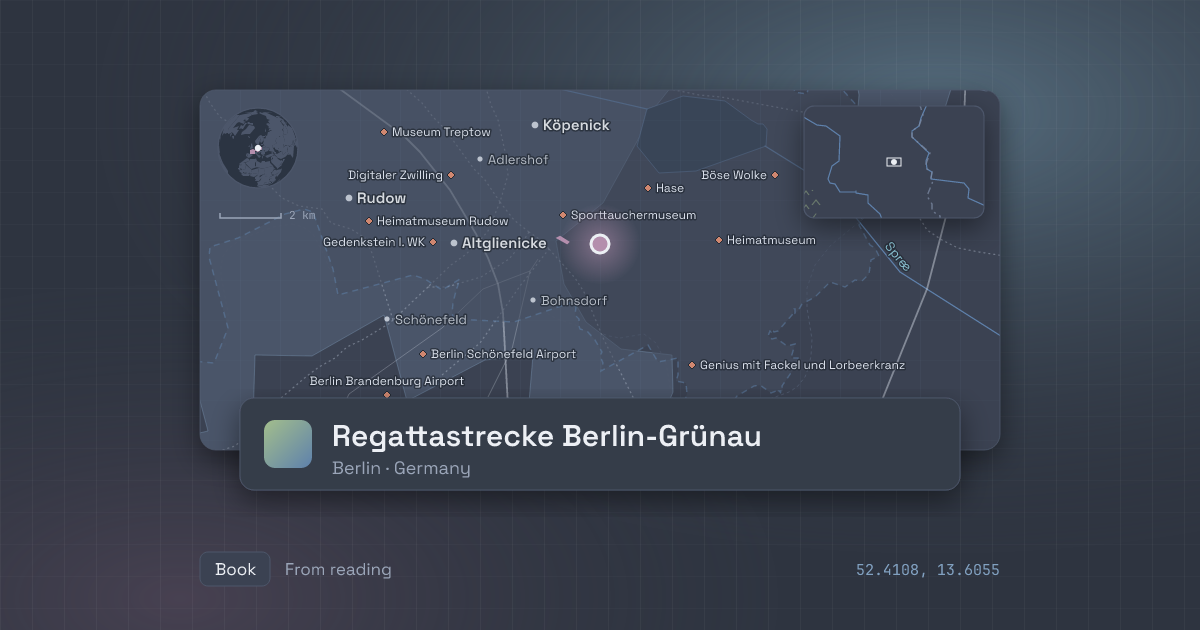 Museum Treptow
Köpenick
Adlershof
Digitaler Zwilling
Böse Wolke
Hase
Rudow
2 km
Sporttauchermuseum
Heimatmuseum Rudow
Gedenkstein I. WK
Altglienicke
Heimatmuseum
Spree
Bohnsdorf
Schönefeld
Berlin Schönefeld Airport
Genius mit Fackel und Lorbeerkranz
Berlin Brandenburg Airport
Regattastrecke Berlin-Grünau
Berlin · Germany
Book
From reading
52.4108, 13.6055